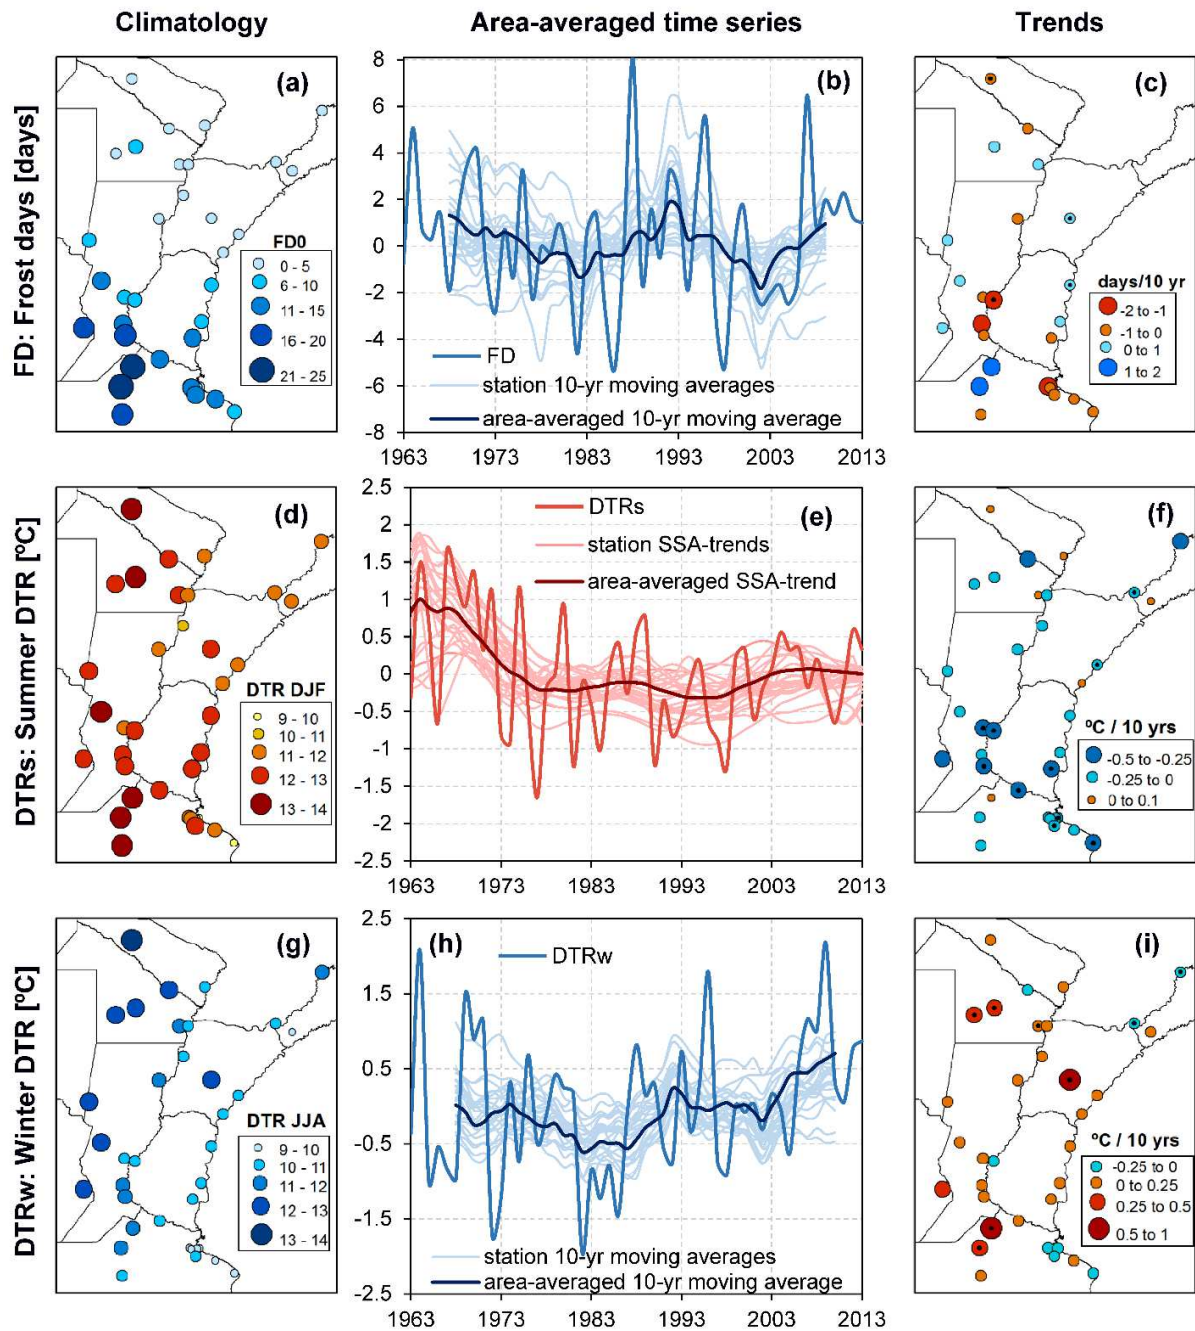 Climatology
Area-averaged time series
Trends
FD: Frost days [days]
(a)
FD0
0 - 5
6 - 10
11 - 15
16 - 20
21 - 25
8
6
4
2
0
-2
-4
-6
-8
(b)
FD
station 10-yr moving averages
area-averaged 10-yr moving average
1963
1973
1983
1993
2003
2013
(c)
days/10 yr
-2 to -1
-1 to 0
0 to 1
1 to 2
DTRs: Summer DTR [ºC]
(d)
DTR DJF
9 - 10
10 - 11
11 - 12
12 - 13
13 - 14
2.5
2
1.5
1
0.5
0
-0.5
-1
-1.5
-2
-2.5
(e)
DTRs
station SSA-trends
area-averaged SSA-trend
1963
1973
1983
1993
2003
2013
(f)
ºC / 10 yrs
-0.5 to -0.25
-0.25 to 0
0 to 0.1
DTRw: Winter DTR [ºC]
(g)
DTR JJA
9 - 10
10 - 11
11 - 12
12 - 13
13 - 14
2.5
1.5
0.5
-0.5
-1.5
-2.5
(h)
DTRw
station 10-yr moving averages
area-averaged 10-yr moving average
1963
1973
1983
1993
2003
2013
(i)
ºC / 10 yrs
-0.25 to 0
0 to 0.25
0.25 to 0.5
0.5 to 1